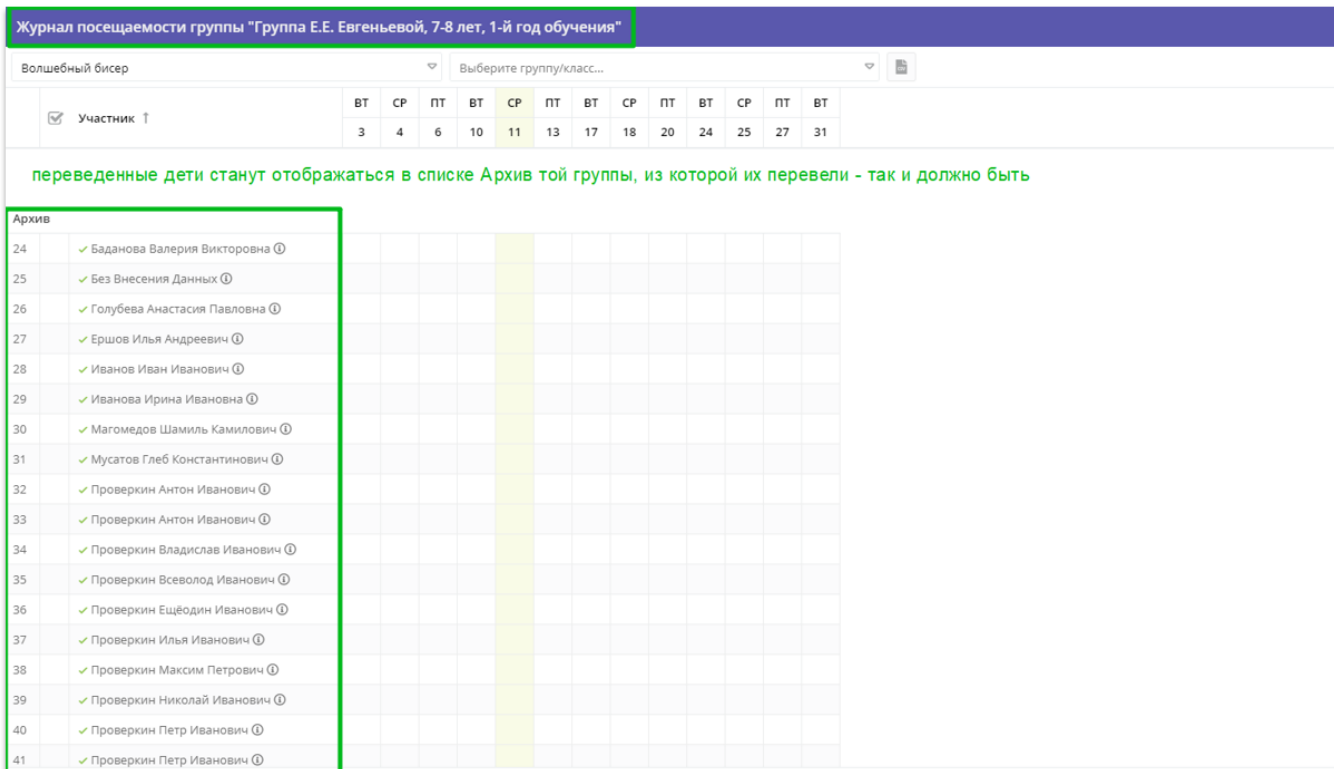 Журнал посещаемости группы "Группа Е.Е. Евгеньевой, 7-8 лет, 1-й год обучения"
Волшебный бисер Выберите группу/класс...
Участник ↑ ВТ СР ПТ ВТ СР ПТ ВТ СР ПТ ВТ СР ПТ ВТ
3 4 6 10 11 13 17 18 20 24 25 27 31
переведенные дети станут отображаться в списке Архив той группы, из которой их перевели - так и должно быть
Архив
24 Баданова Валерия Викторовна
25 Без Внесения Данных
26 Голубева Анастасия Павловна
27 Ершов Илья Андреевич
28 Иванов Иван Иванович
29 Иванова Ирина Ивановна
30 Магомедов Шамиль Камилович
31 Мусатов Глеб Константинович
32 Проверкин Антон Иванович
33 Проверкин Антон Иванович
34 Проверкин Владислав Иванович
35 Проверкин Всеволод Иванович
36 Проверкин Ещёодин Иванович
37 Проверкин Илья Иванович
38 Проверкин Максим Петрович
39 Проверкин Николай Иванович
40 Проверкин Петр Иванович
41 Проверкин Петр Иванович